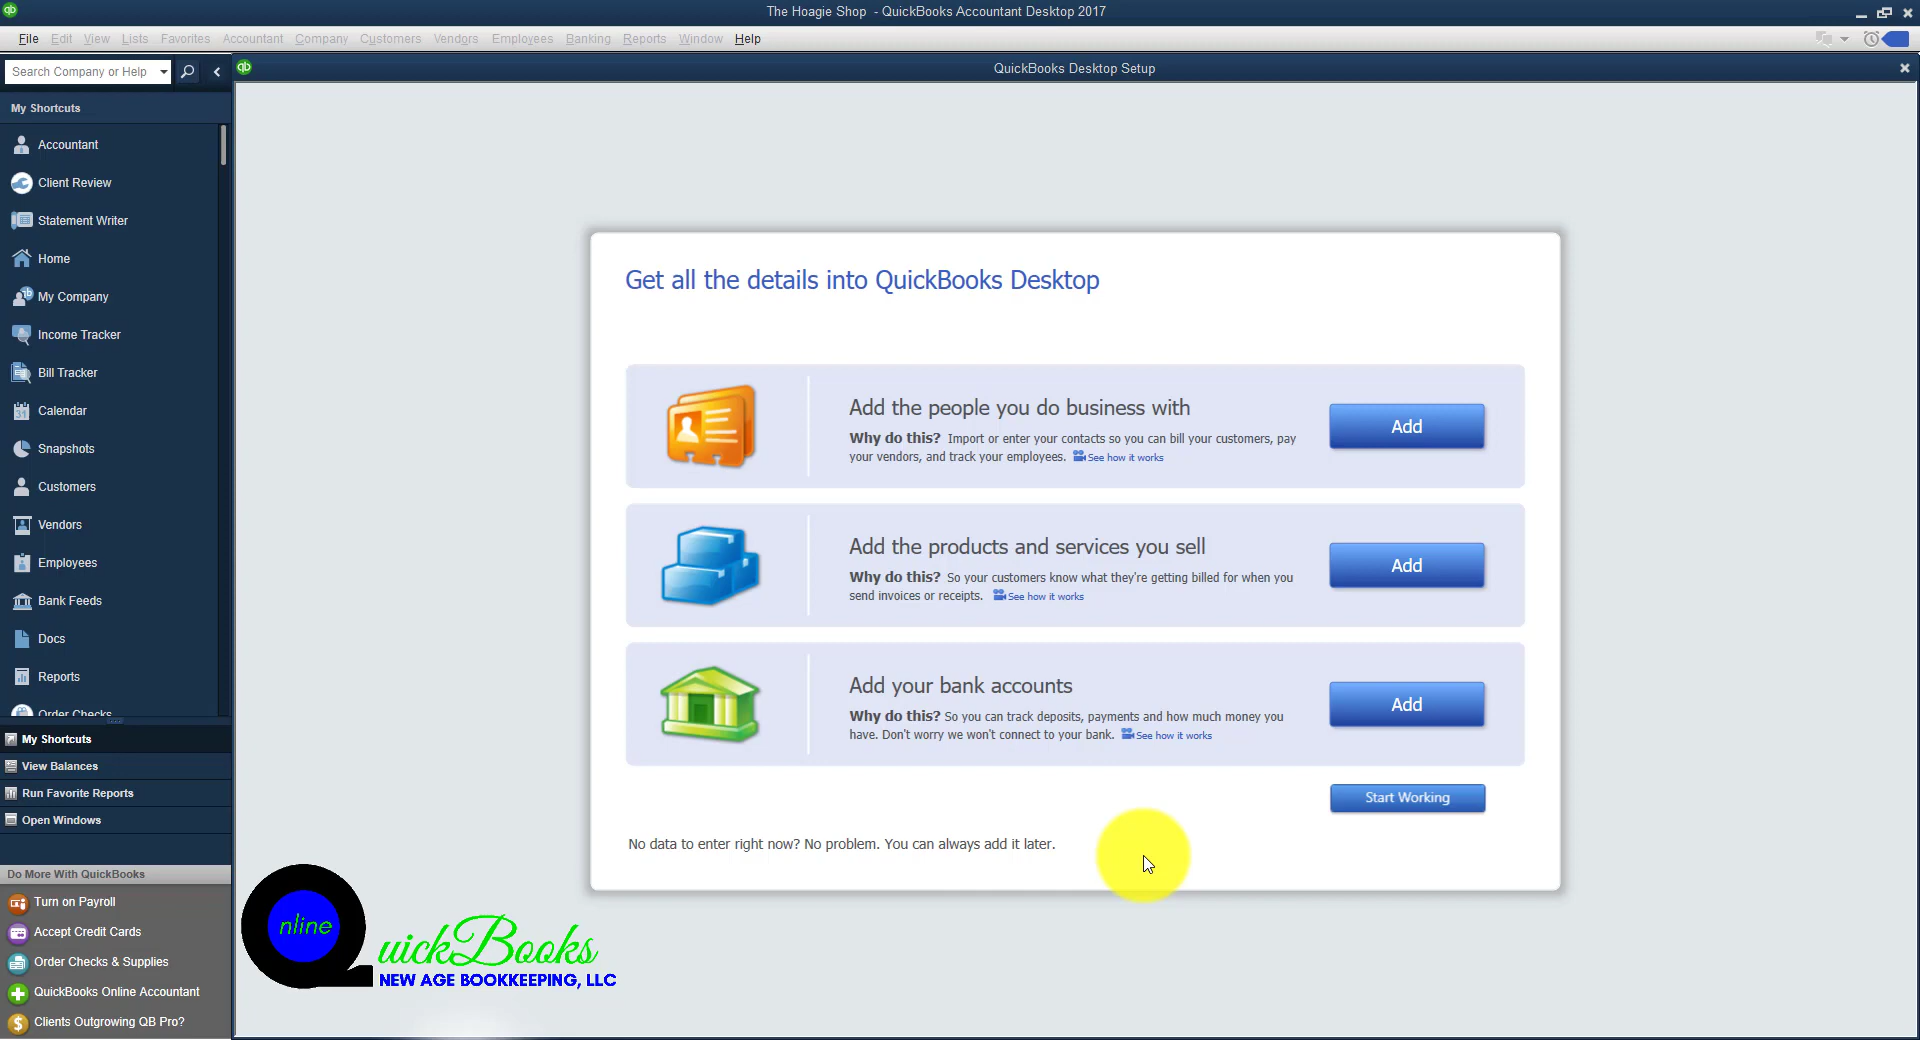 The Hoagie Shop - QuickBooks Accountant Desktop 2017
File Edit View Lists Favorites Accountant Company Customers Vendors Employees Banking Reports Window Help
Search Company or Help
QuickBooks Desktop Setup
My Shortcuts
Accountant
Client Review
Statement Writer
Home
My Company
Income Tracker
Bill Tracker
Calendar
Snapshots
Customers
Vendors
Employees
Bank Feeds
Docs
Reports
Order Checks
My Shortcuts
View Balances
Run Favorite Reports
Open Windows
Do More With QuickBooks
Turn on Payroll
Accept Credit Cards
Order Checks & Supplies
QuickBooks Online Accountant
Clients Outgrowing QB Pro?
Get all the details into QuickBooks Desktop
Add the people you do business with
Why do this? Import or enter your contacts so you can bill your customers, pay
your vendors, and track your employees. See how it works
Add
Add the products and services you sell
Why do this? So your customers know what they're getting billed for when you
send invoices or receipts. See how it works
Add
Add your bank accounts
Why do this? So you can track deposits, payments and how much money you
have. Don't worry we won't connect to your bank. See how it works
Add
Start Working
No data to enter right now? No problem. You can always add it later.
nline
uickBooks
NEW AGE BOOKKEEPING, LLC